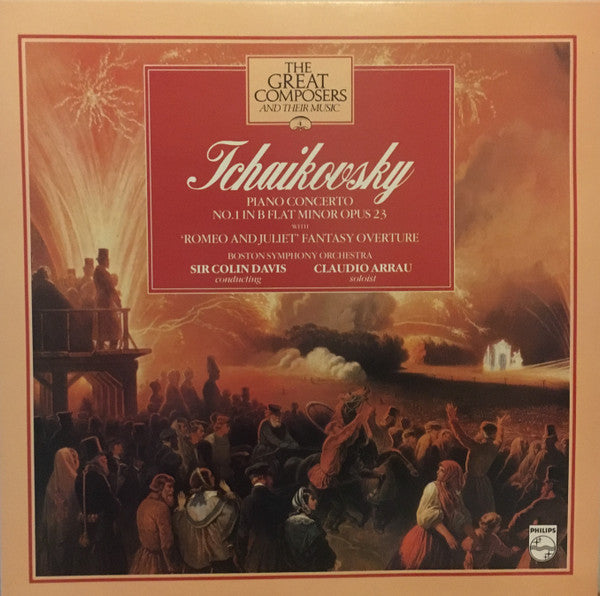 THE
GREAT
COMPOSERS
AND THEIR MUSIC
4
Tchaikovsky
PIANO CONCERTO
NO.1 IN B FLAT MINOR OPUS 23
WITH
'ROMEO AND JULIET' FANTASY OVERTURE
BOSTON SYMPHONY ORCHESTRA
SIR COLIN DAVIS CLAUDIO ARRAU
conducting soloist
PHILIPS